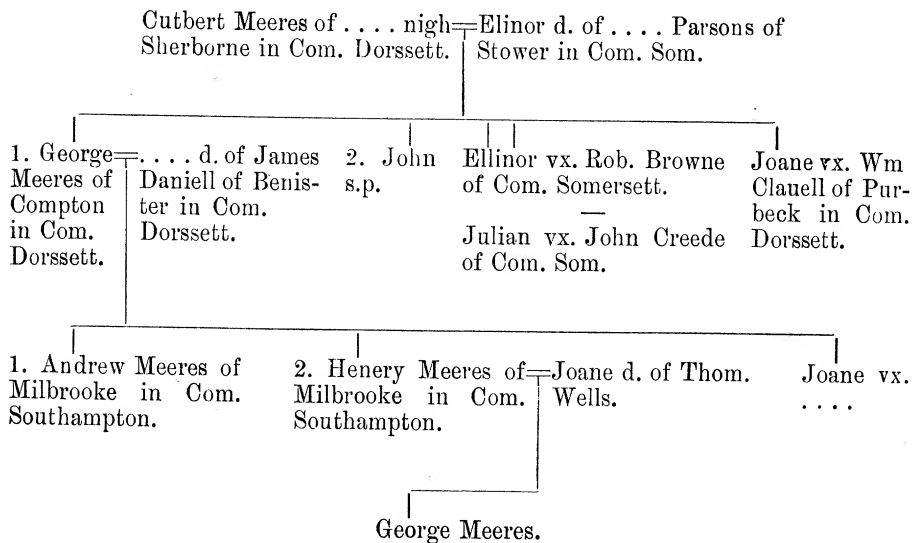 Cutbert Meeres of . . . . nigh
Sherborne in Com. Dorssett.
Elinor d. of . . . . Parsons of
Stower in Com. Som.
1. George
Meeres of
Compton
in Com.
Dorssett.
. . . . d. of James
Daniell of Benis-
ter in Com.
Dorssett.
2. John
s.p.
Ellinor vx. Rob. Browne
of Com. Somersett.
Julian vx. John Creede
of Com. Som.
Joane vx. Wm
Clauell of Pur-
beck in Com.
Dorssett.
1. Andrew Meeres of
Milbrooke in Com.
Southampton.
2. Henery Meeres of
Milbrooke in Com.
Southampton.
Joane d. of Thom.
Wells.
Joane vx.
. . . .
George Meeres.